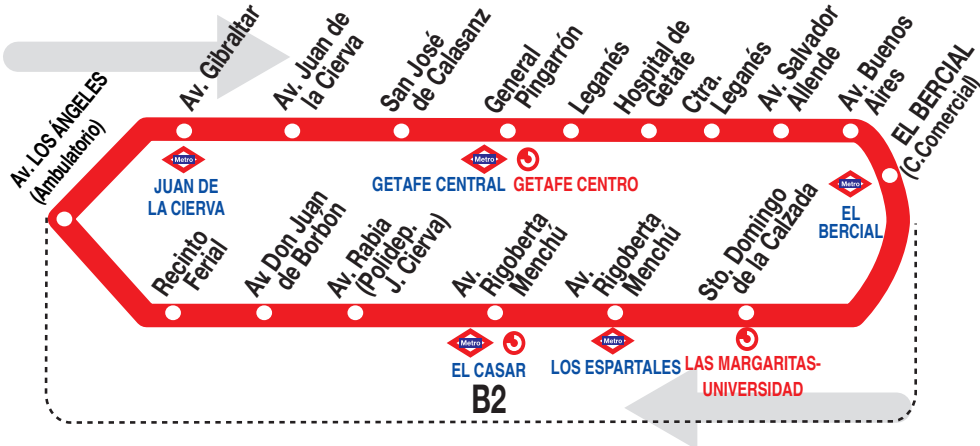 Av. LOS ÁNGELES
(Ambulatorio)
Av. Gibraltar
Av. Juan de
la Cierva
San José
de Calasanz
General
Pingarrón
Leganés
Hospital de
Getafe
Ctra.
Leganés
Av. Salvador
Allende
Av. Buenos
Aires
EL BERCIAL
(C.Comercial)
Metro
JUAN DE
LA CIERVA
Metro
GETAFE CENTRAL
GETAFE CENTRO
Metro
EL
BERCIAL
Recinto
Ferial
Av. Don Juan
de Borbón
Av. Rabia
(Polidep.
J. Cierva)
Av.
Rigoberta
Menchú
Av.
Rigoberta
Menchú
Sto. Domingo
de la Calzada
Metro
EL CASAR
Metro
LOS ESPARTALES
LAS MARGARITAS-
UNIVERSIDAD
B2